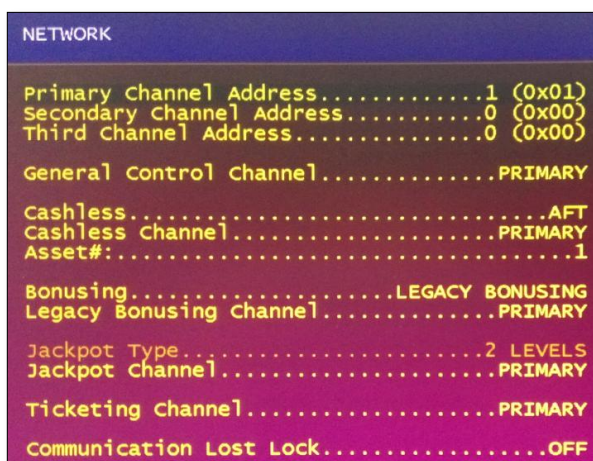 NETWORK
Primary Channel Address.............1 (0x01)
Secondary Channel Address............0 (0x00)
Third Channel Address...............0 (0x00)
General Control Channel...............PRIMARY
Cashless..................................AFT
Cashless Channel.......................PRIMARY
Asset#:.....................................1
Bonusing....................LEGACY BONUSING
Legacy Bonusing Channel..............PRIMARY
Jackpot Type.........................2 LEVELS
Jackpot Channel.......................PRIMARY
Ticketing Channel.....................PRIMARY
Communication Lost Lock..................OFF